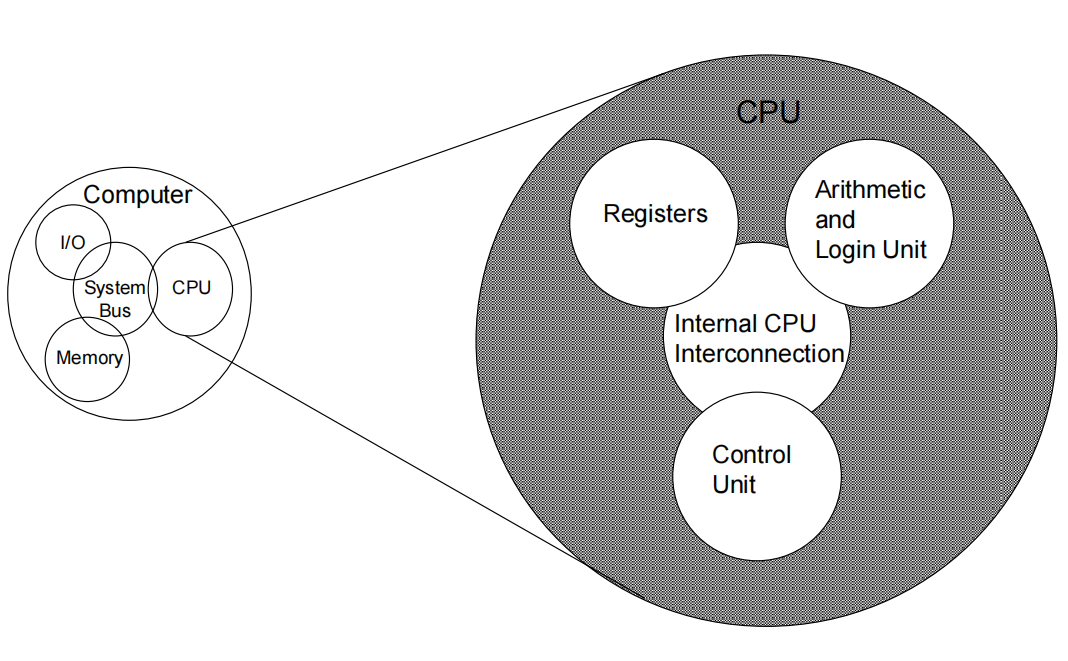 Computer
I/O
System
Bus
CPU
Memory
CPU
Registers
Arithmetic
and
Login Unit
Internal CPU
Interconnection
Control
Unit